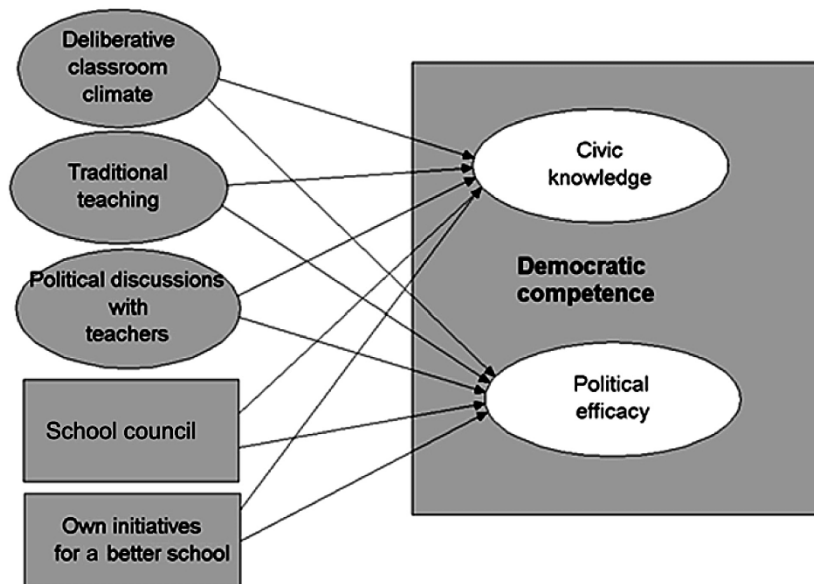 Deliberative
classroom
climate
Traditional
teaching
Political discussions
with
teachers
School council
Own initiatives
for a better school
Civic
knowledge
Democratic
competence
Political
efficacy